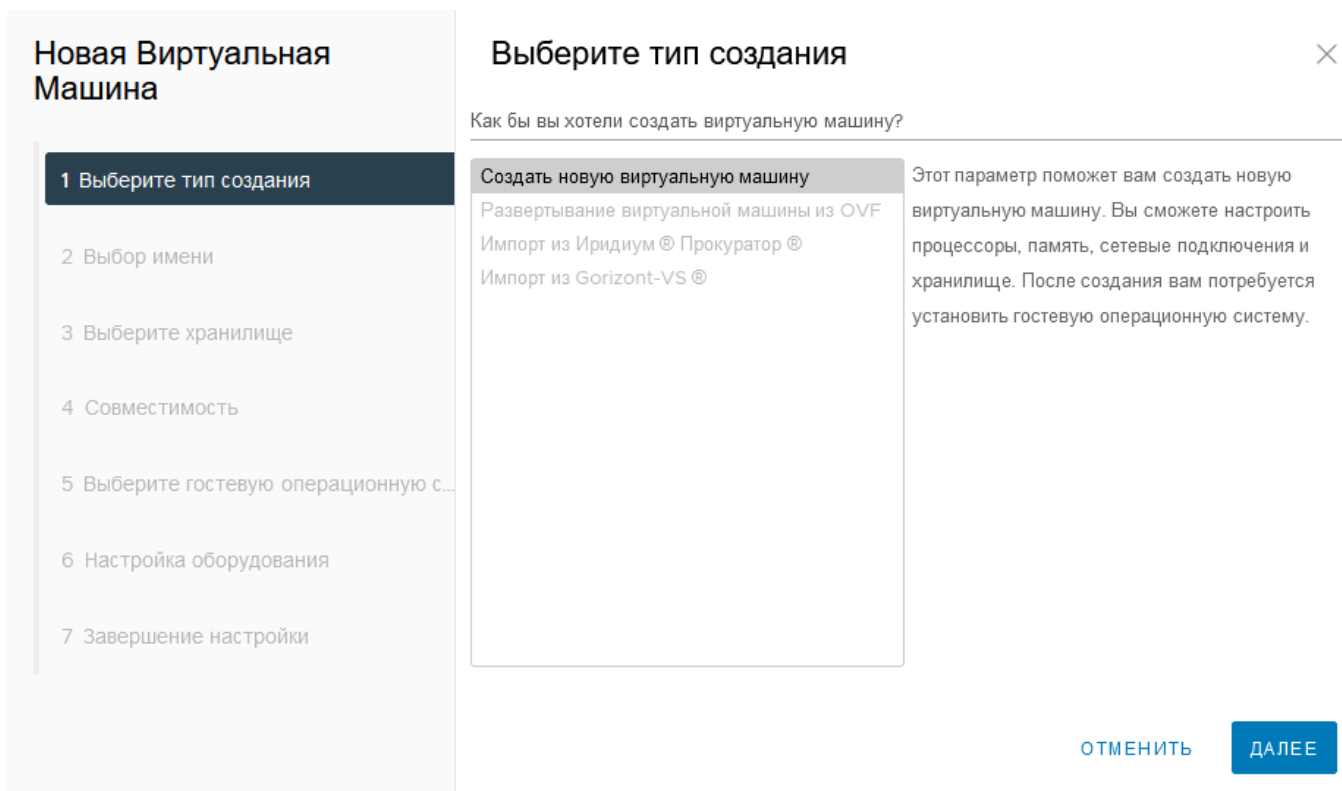 Новая Виртуальная
Машина
1 Выберите тип создания
2 Выбор имени
3 Выберите хранилище
4 Совместимость
5 Выберите гостевую операционную с...
6 Настройка оборудования
7 Завершение настройки
Выберите тип создания
Как бы вы хотели создать виртуальную машину?
Создать новую виртуальную машину
Развертывание виртуальной машины из OVF
Импорт из Иридиум ® Прокуратор ®
Импорт из Gorizont-VS ®
Этот параметр поможет вам создать новую
виртуальную машину. Вы сможете настроить
процессоры, память, сетевые подключения и
хранилище. После создания вам потребуется
установить гостевую операционную систему.
ОТМЕНИТЬ
ДАЛЕЕ